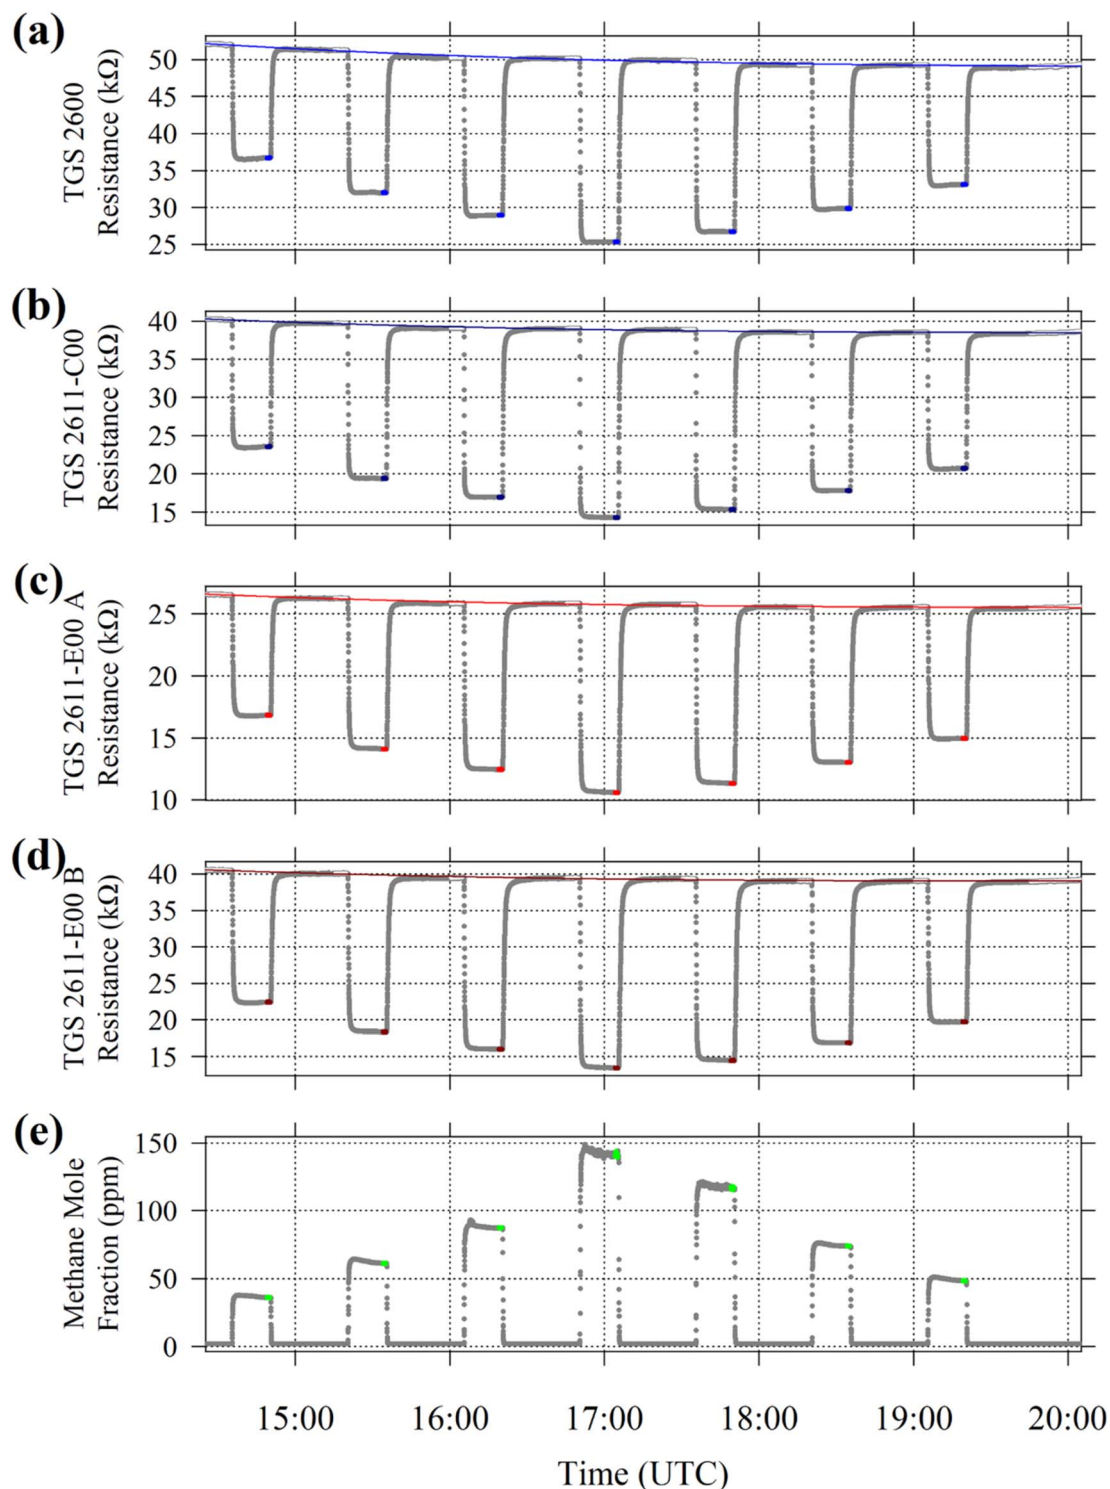 (a)
TGS 2600
Resistance (kΩ)
50
45
40
35
30
25
(b)
TGS 2611-C00
Resistance (kΩ)
40
35
30
25
20
15
(c)
TGS 2611-E00 A
Resistance (kΩ)
25
20
15
10
(d)
TGS 2611-E00 B
Resistance (kΩ)
40
35
30
25
20
15
(e)
Methane Mole
Fraction (ppm)
150
100
50
0
15:00 16:00 17:00 18:00 19:00 20:00
Time (UTC)